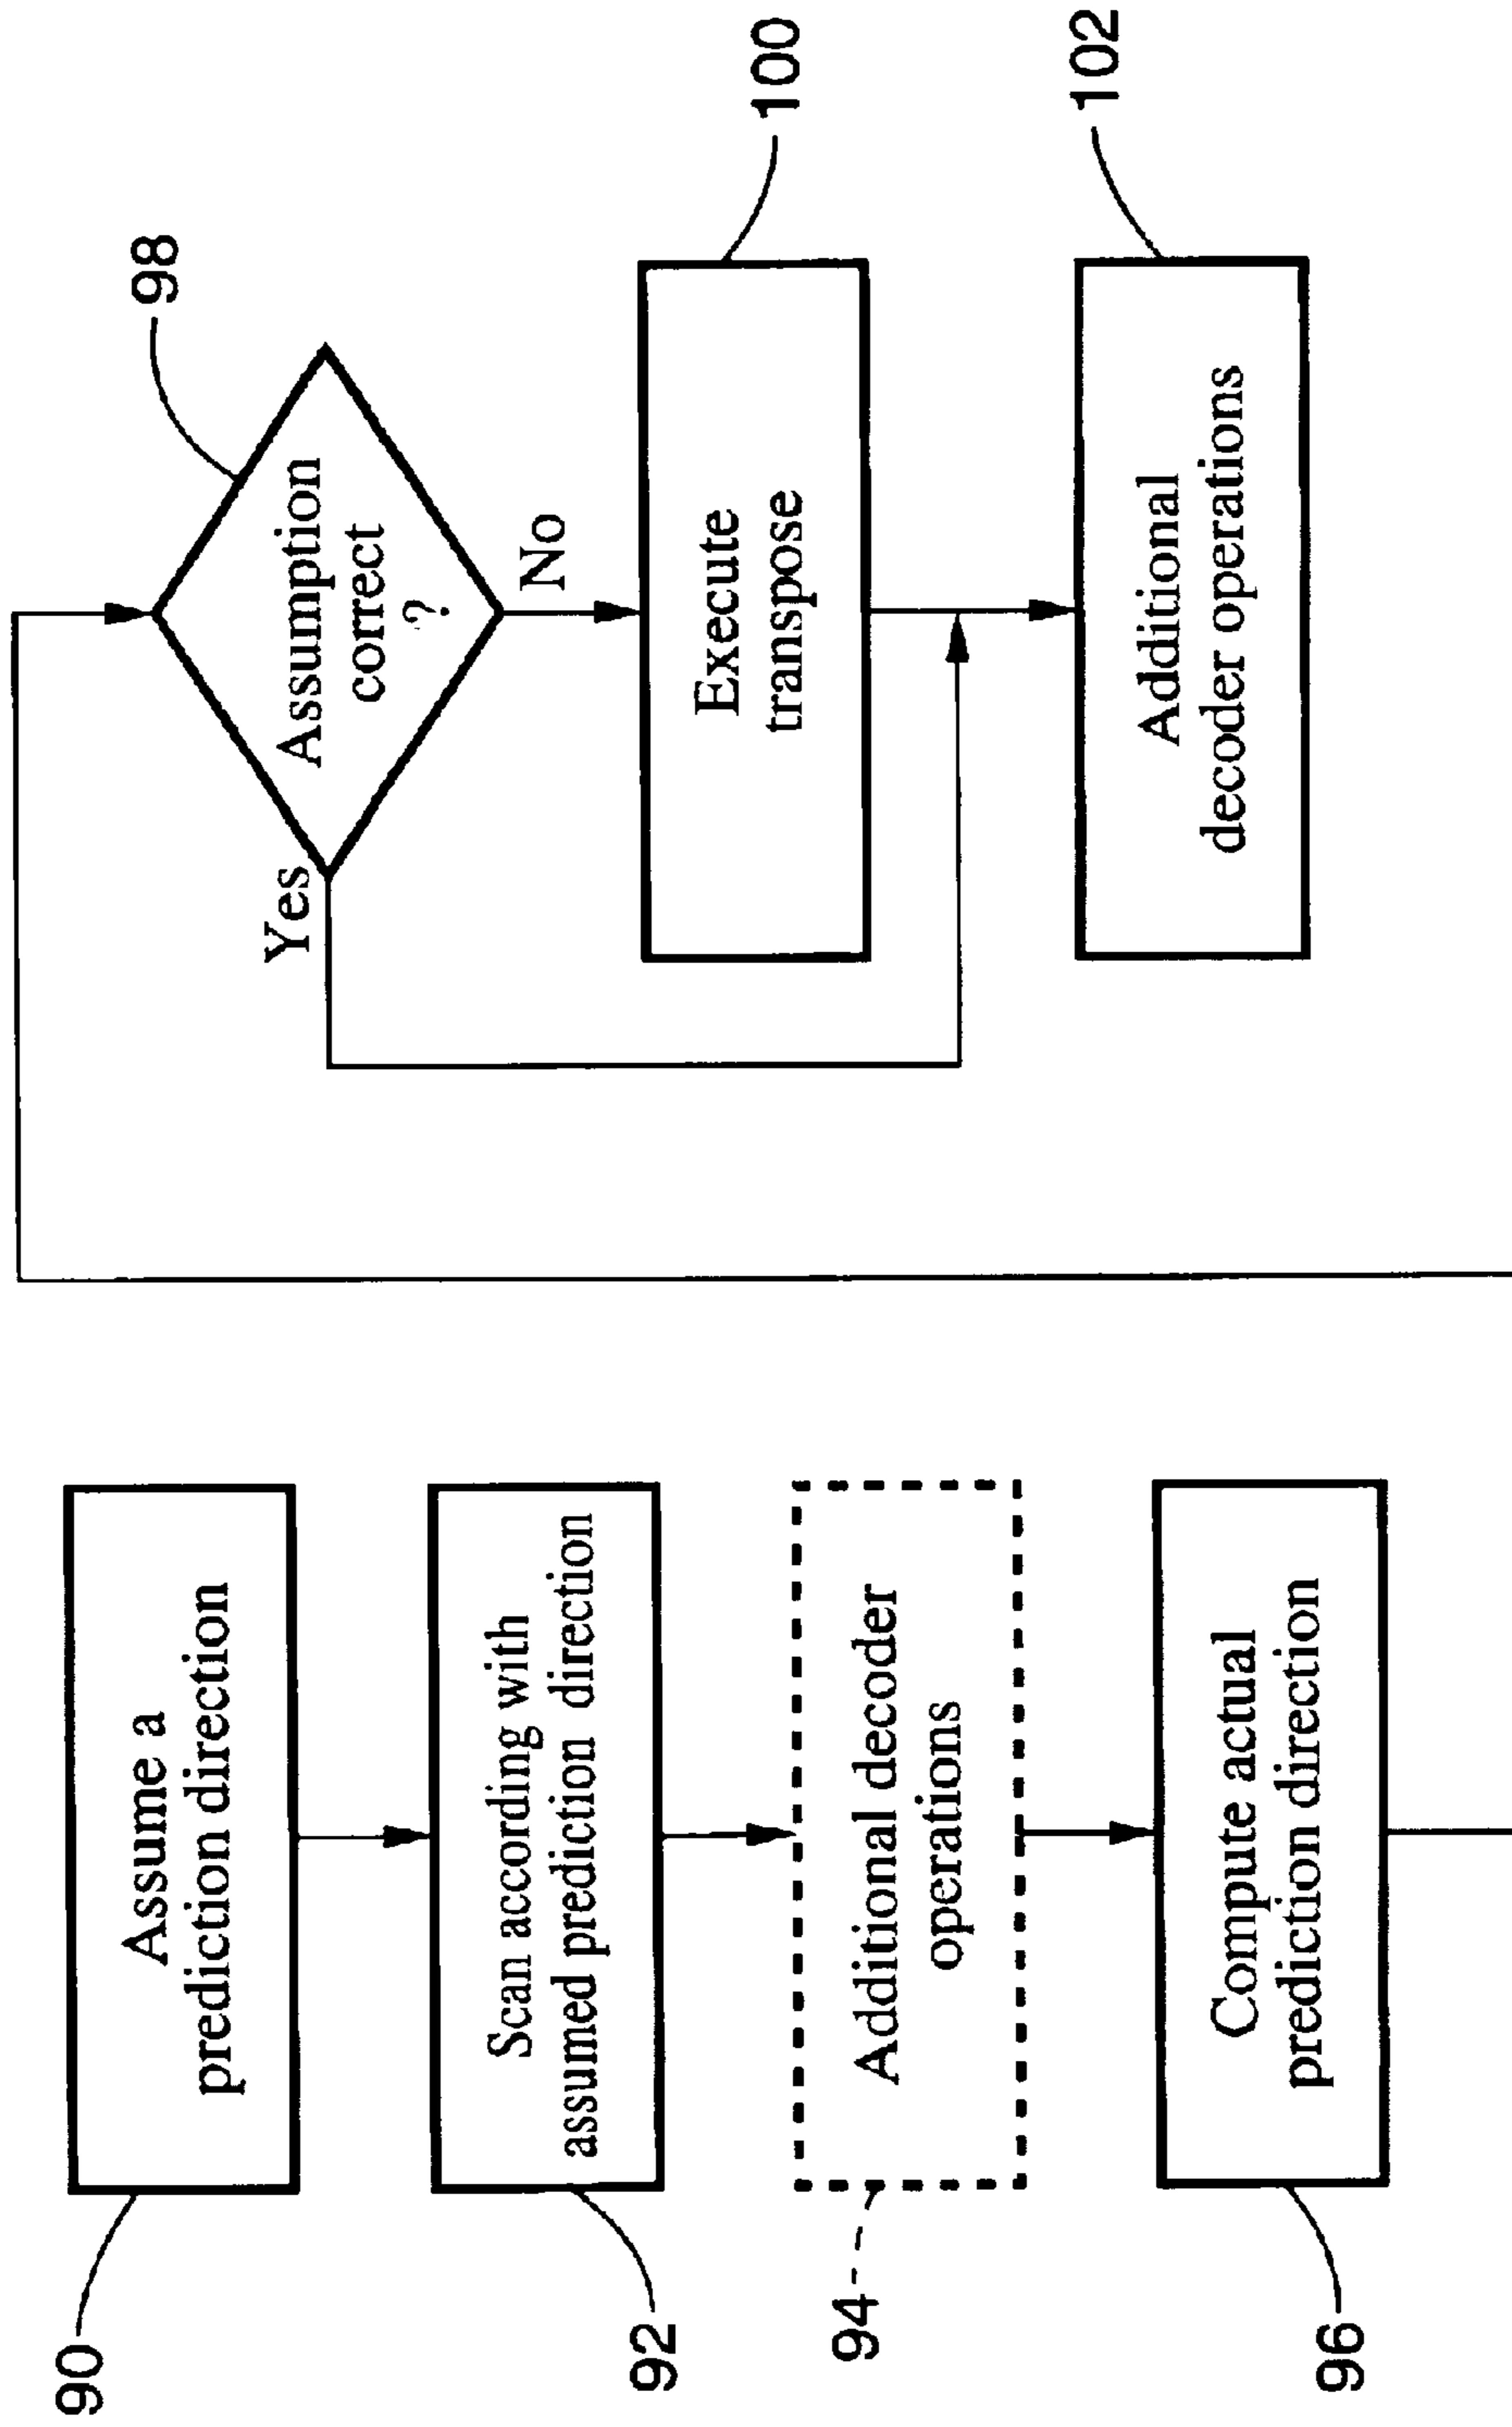 90
Assume a
prediction direction
92
Scan according with
assumed prediction direction
94
Additional decoder
operations
96
Compute actual
prediction direction
98
Assumption
correct
?
Yes
No
100
Execute
transpose
102
Additional
decoder operations